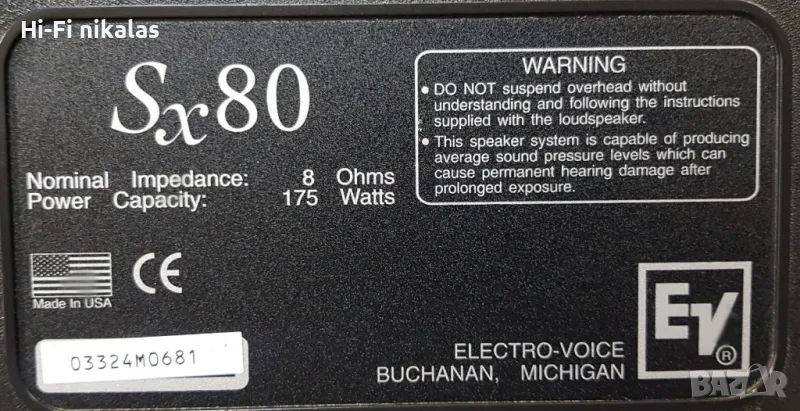 Hi-Fi nikalas
Sx80
Nominal Impedance: 8 Ohms
Power Capacity: 175 Watts
WARNING
• DO NOT suspend overhead without
understanding and following the instructions
supplied with the loudspeaker.
• This speaker system is capable of producing
average sound pressure levels which can
cause permanent hearing damage after
prolonged exposure.
Made In USA
CE
03324M0681
EV®
ELECTRO-VOICE
BUCHANAN, MICHIGAN
BAZAR